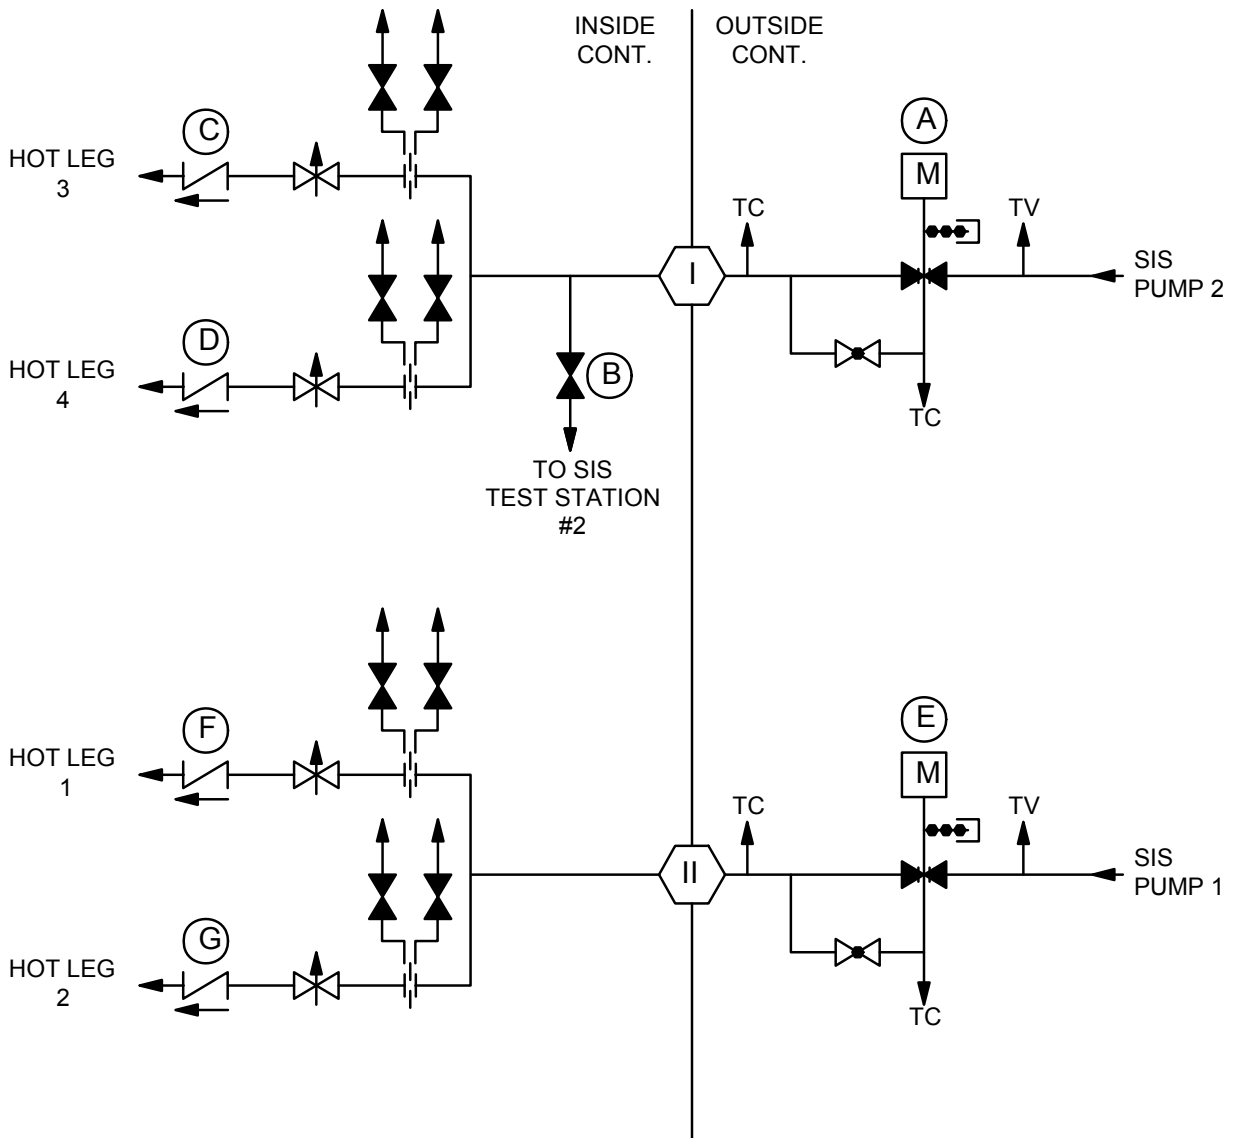 INSIDE
CONT.
OUTSIDE
CONT.
A
M
C
HOT LEG
3
TC
TV
I
SIS
PUMP 2
D
HOT LEG
4
B
TC
TO SIS
TEST STATION
#2
E
M
F
HOT LEG
1
TC
TV
II
SIS
PUMP 1
G
HOT LEG
2
TC